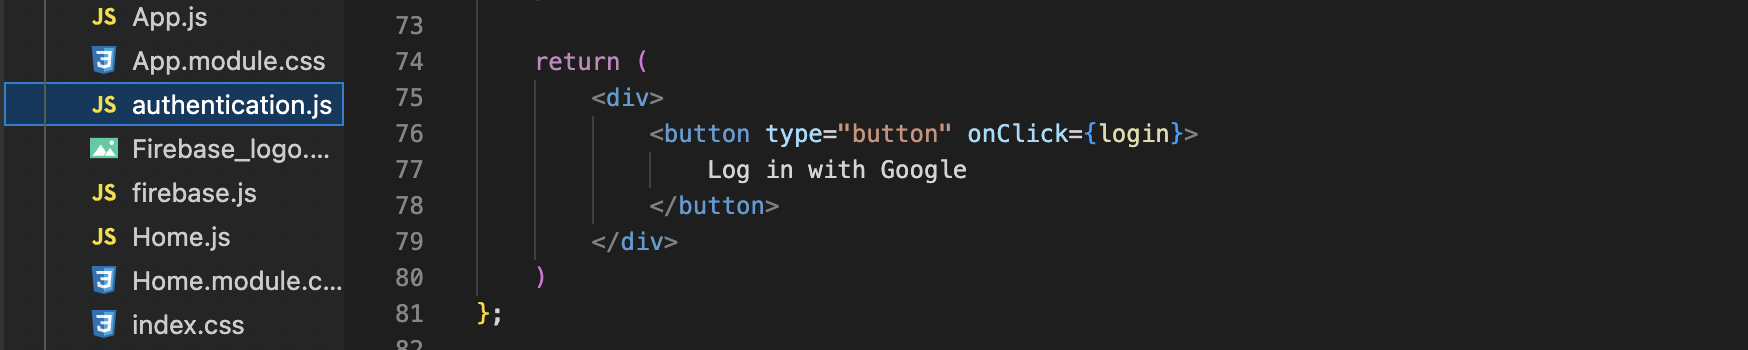 JS App.js
App.module.css
JS authentication.js
Firebase_logo....
JS firebase.js
JS Home.js
Home.module.c...
index.css
73
74 return (
75 <div>
76 <button type="button" onClick={login}>
77 Log in with Google
78 </button>
79 </div>
80 )
81 };
82